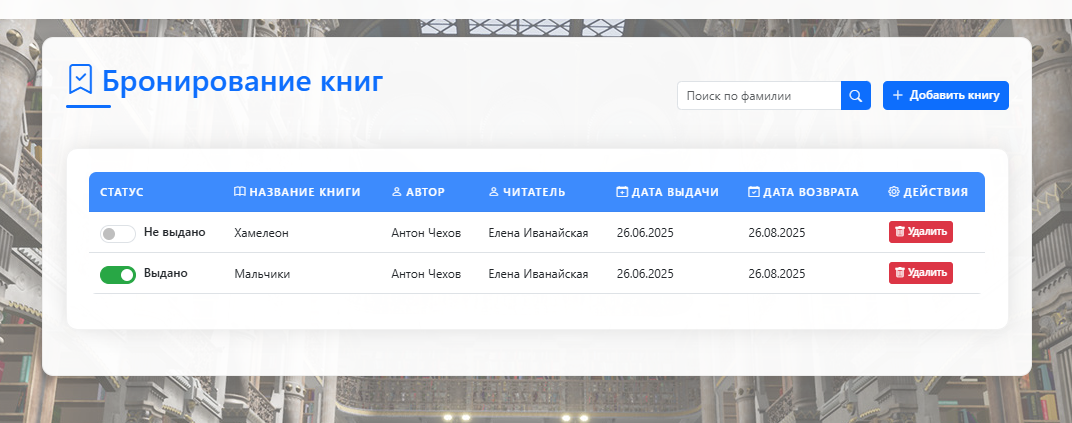 Бронирование книг
Поиск по фамилии
Добавить книгу
СТАТУС НАЗВАНИЕ КНИГИ АВТОР ЧИТАТЕЛЬ ДАТА ВЫДАЧИ ДАТА ВОЗВРАТА ДЕЙСТВИЯ
Не выдано Хамелеон Антон Чехов Елена Иванайская 26.06.2025 26.08.2025 Удалить
Выдано Мальчики Антон Чехов Елена Иванайская 26.06.2025 26.08.2025 Удалить